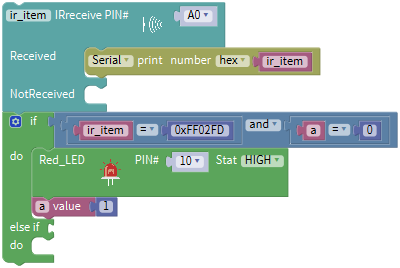 ir_item IRreceive PIN# A0
Received Serial print number hex ir_item
NotReceived
if ir_item = 0xFF02FD and a = 0
do Red_LED PIN# 10 Stat HIGH
a value 1
else if
do